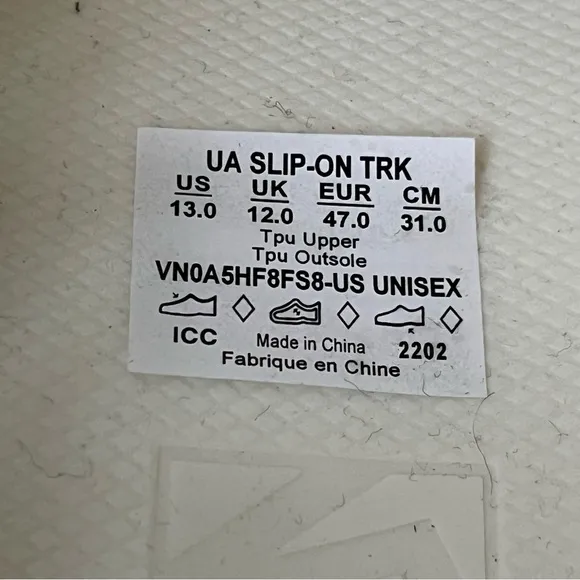 UA SLIP-ON TRK
US UK EUR CM
13.0 12.0 47.0 31.0
Tpu Upper
Tpu Outsole
VN0A5HF8FS8-US UNISEX
ICC Made in China 2202
Fabrique en Chine